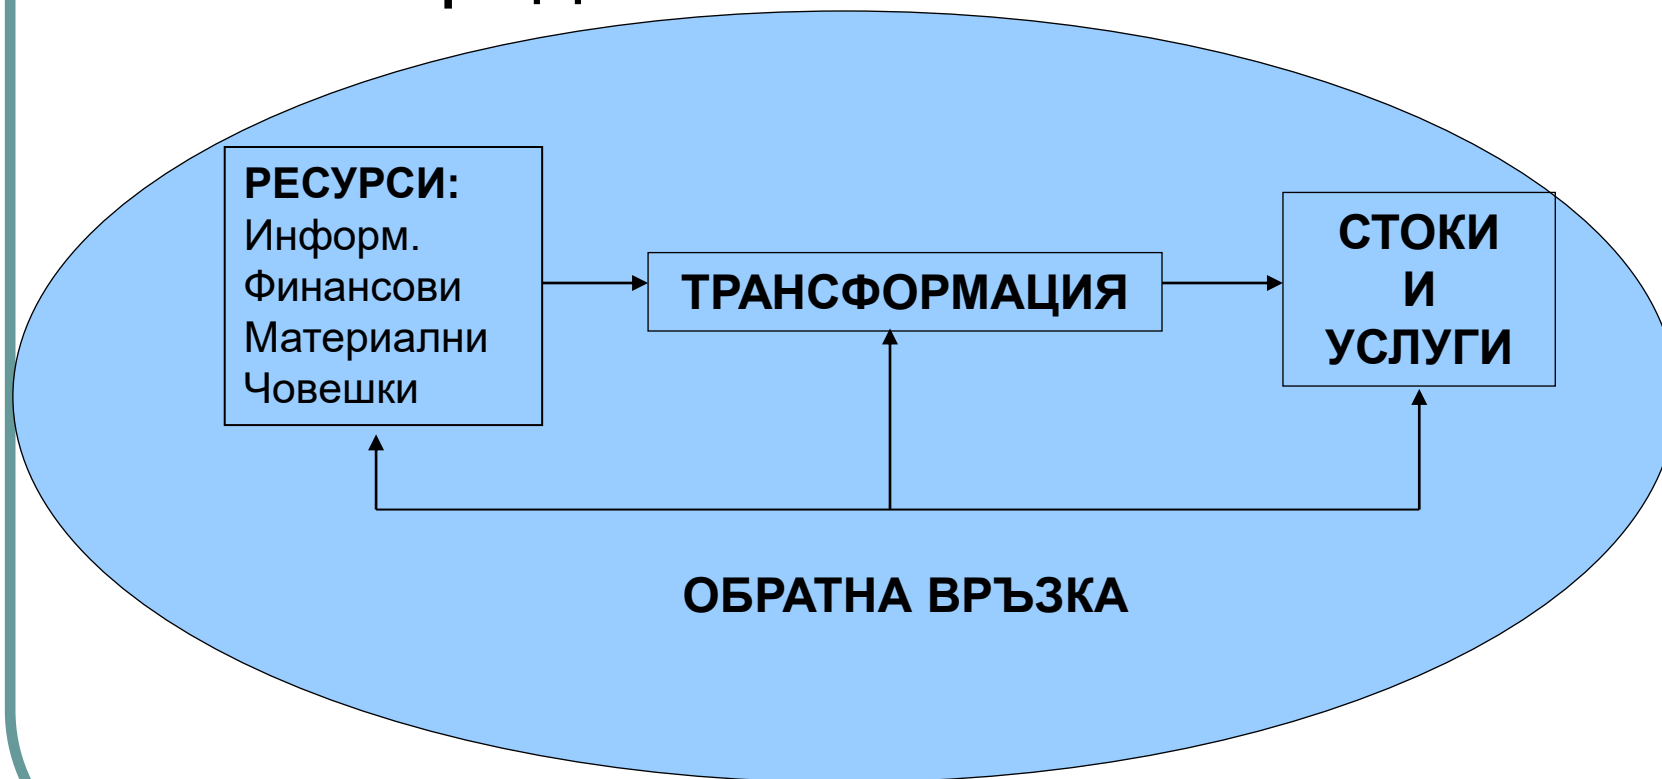 РЕСУРСИ:
Информ.
Финансови
Материални
Човешки
ТРАНСФОРМАЦИЯ
СТОКИ
И
УСЛУГИ
ОБРАТНА ВРЪЗКА